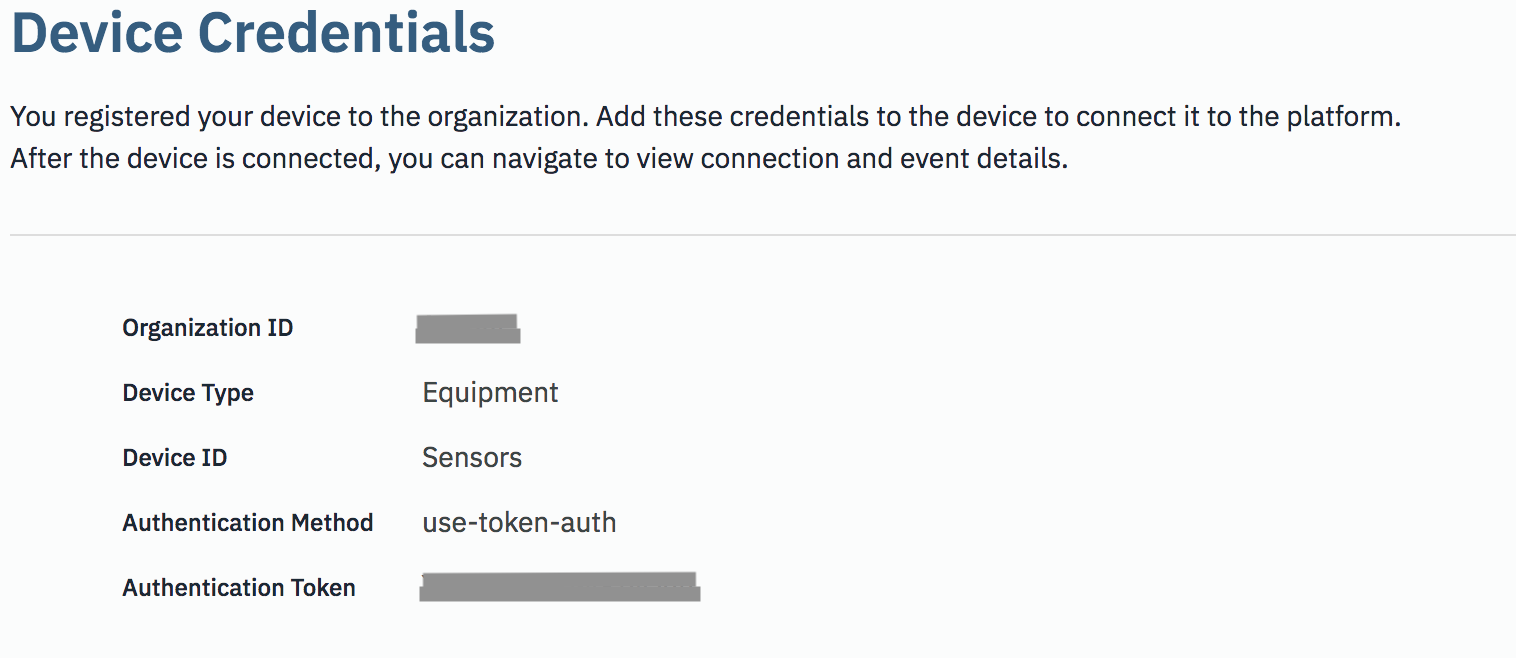 Device Credentials
You registered your device to the organization. Add these credentials to the device to connect it to the platform.
After the device is connected, you can navigate to view connection and event details.
Organization ID
Device Type Equipment
Device ID Sensors
Authentication Method use-token-auth
Authentication Token